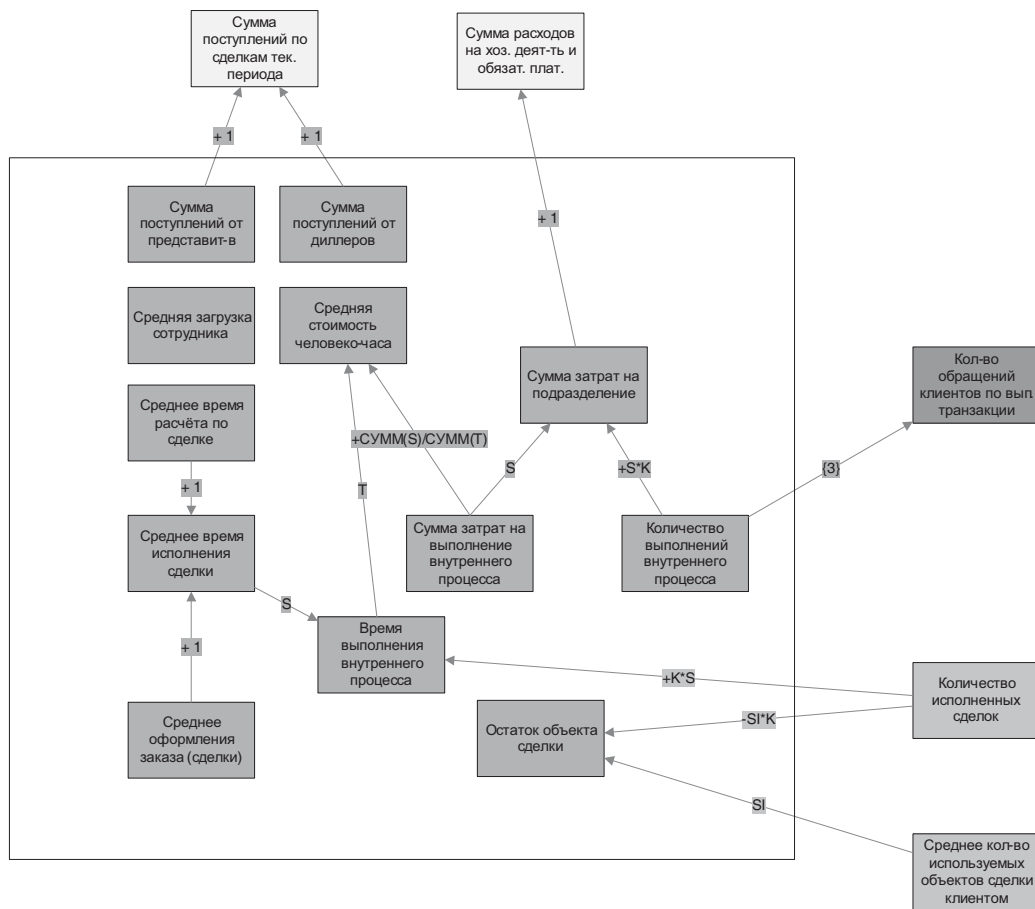 Сумма
поступлений по
сделкам тек.
периода
Сумма расходов
на хоз. деят-ть и
обязат. плат.
+ 1
+ 1
+ 1
Сумма
поступлений от
представит-в
Сумма
поступлений от
диллеров
Средняя загрузка
сотрудника
Средняя
стоимость
человеко-часа
Сумма затрат на
подразделение
Кол-во
обращений
клиентов по вып.
транзакции
Среднее время
расчёта по
сделке
+СУММ(S)/СУММ(T)
S
+S*K
{3}
T
+ 1
Среднее время
исполнения
сделки
Сумма затрат на
выполнение
внутреннего
процесса
Количество
выполнений
внутреннего
процесса
S
+ 1
Время
выполнения
внутреннего
процесса
+K*S
Количество
исполненных
сделок
-SI*K
Среднее
оформления
заказа (сделки)
Остаток объекта
сделки
SI
Среднее кол-во
используемых
объектов сделки
клиентом